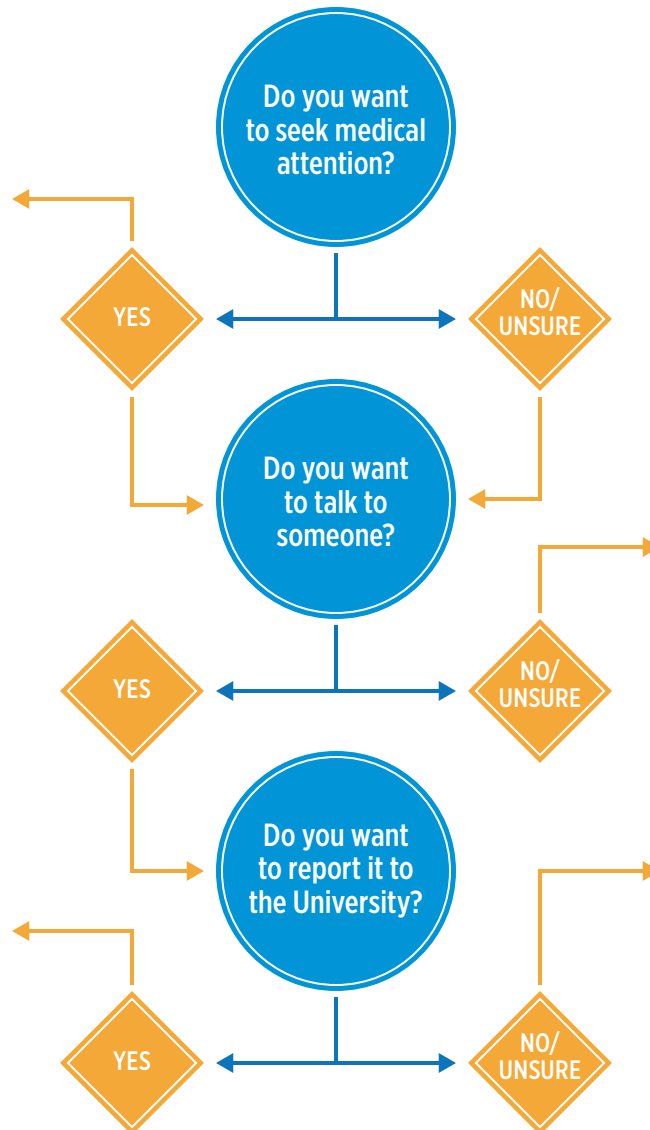 Do you want
to seek medical
attention?
YES
NO/
UNSURE
Do you want
to talk to
someone?
YES
NO/
UNSURE
Do you want
to report it to
the University?
YES
NO/
UNSURE